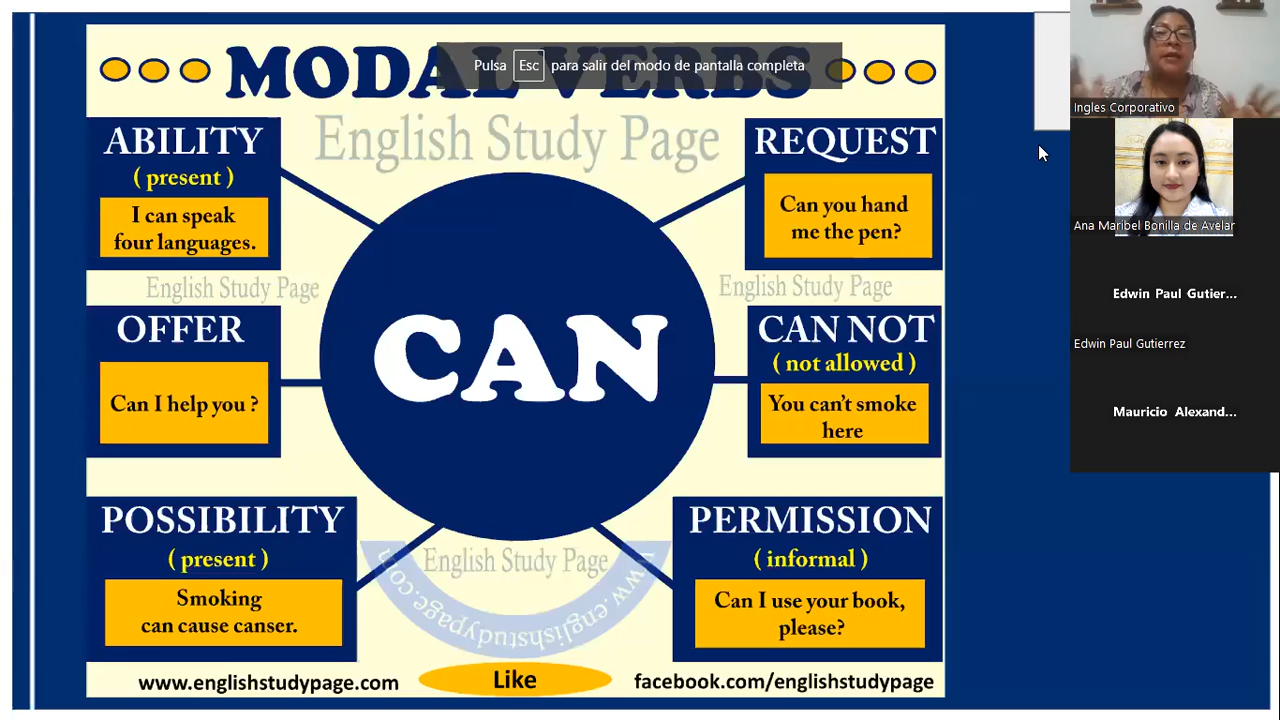 MODAL VERBS
Pulsa Esc para salir del modo de pantalla completa
English Study Page
ABILITY
( present )
I can speak
four languages.
REQUEST
Can you hand
me the pen?
English Study Page
English Study Page
OFFER
Can I help you ?
CAN
CAN NOT
( not allowed )
You can't smoke
here
POSSIBILITY
( present )
Smoking
can cause canser.
English Study Page
www.englishstudypage.com
PERMISSION
( informal )
Can I use your book,
please?
www.englishstudypage.com
Like
facebook.com/englishstudypage
Ingles Corporativo
Ana Maribel Bonilla de Avelar
Edwin Paul Gutier...
Edwin Paul Gutierrez
Mauricio Alexand...